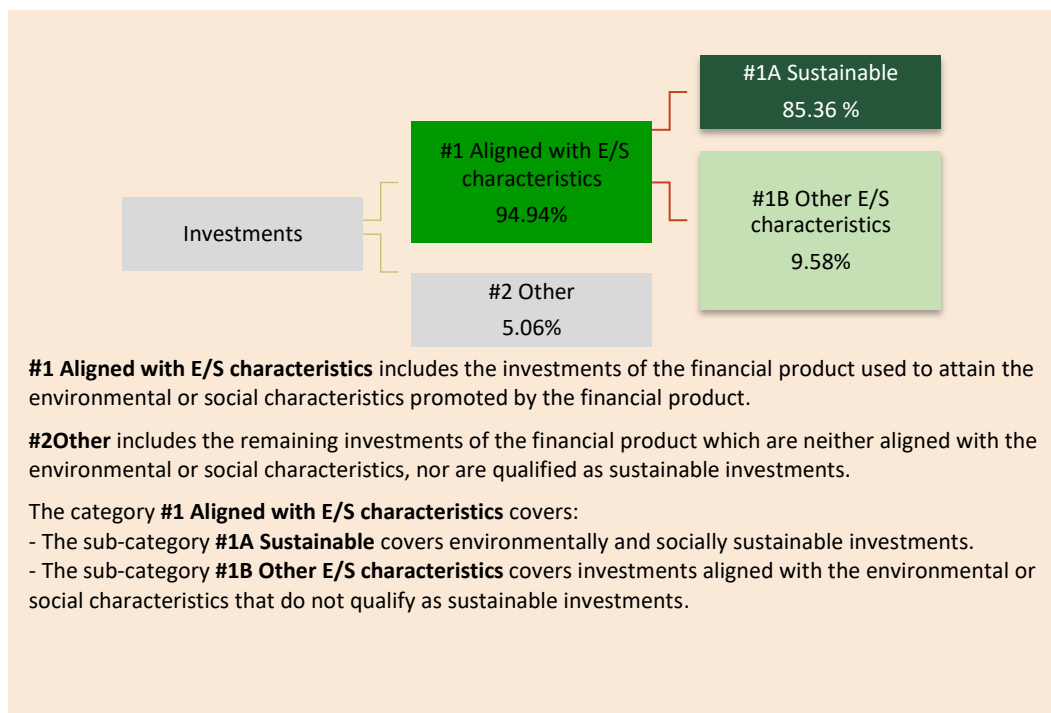 #1A Sustainable
85.36 %
#1 Aligned with E/S
characteristics
94.94%
#1B Other E/S
characteristics
9.58%
Investments
#2 Other
5.06%
#1 Aligned with E/S characteristics includes the investments of the financial product used to attain the
environmental or social characteristics promoted by the financial product.
#2Other includes the remaining investments of the financial product which are neither aligned with the
environmental or social characteristics, nor are qualified as sustainable investments.
The category #1 Aligned with E/S characteristics covers:
- The sub-category #1A Sustainable covers environmentally and socially sustainable investments.
- The sub-category #1B Other E/S characteristics covers investments aligned with the environmental or
social characteristics that do not qualify as sustainable investments.